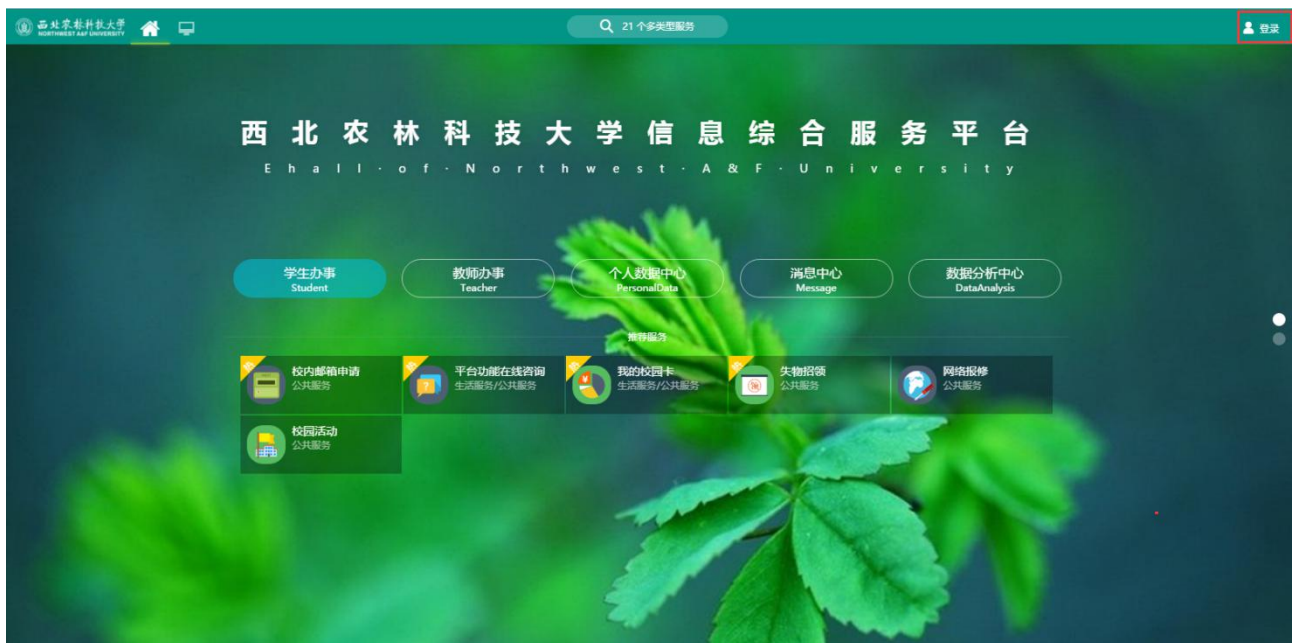 西北农林科技大学
NORTHWEST A&F UNIVERSITY
21 个多类型服务
登录
西北农林科技大学信息综合服务平台
Ehall·of·Northwest·A&F·University
学生办事
Student
教师办事
Teacher
个人数据中心
PersonalData
消息中心
Message
数据分析中心
DataAnalysis
推荐服务
校内邮箱申请
公共服务
平台功能在线咨询
生活服务/公共服务
我的校园卡
生活服务/公共服务
失物招领
公共服务
网络报修
公共服务
校园活动
公共服务